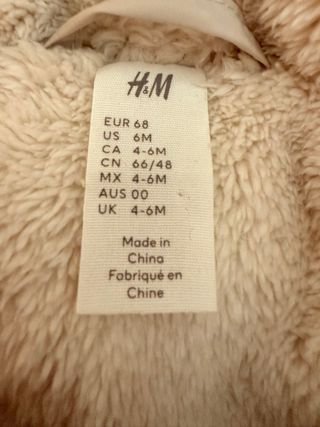 H&M
EUR 68
US 6M
CA 4-6M
CN 66/48
MX 4-6M
AUS 00
UK 4-6M
Made in
China
Fabriqué en
Chine